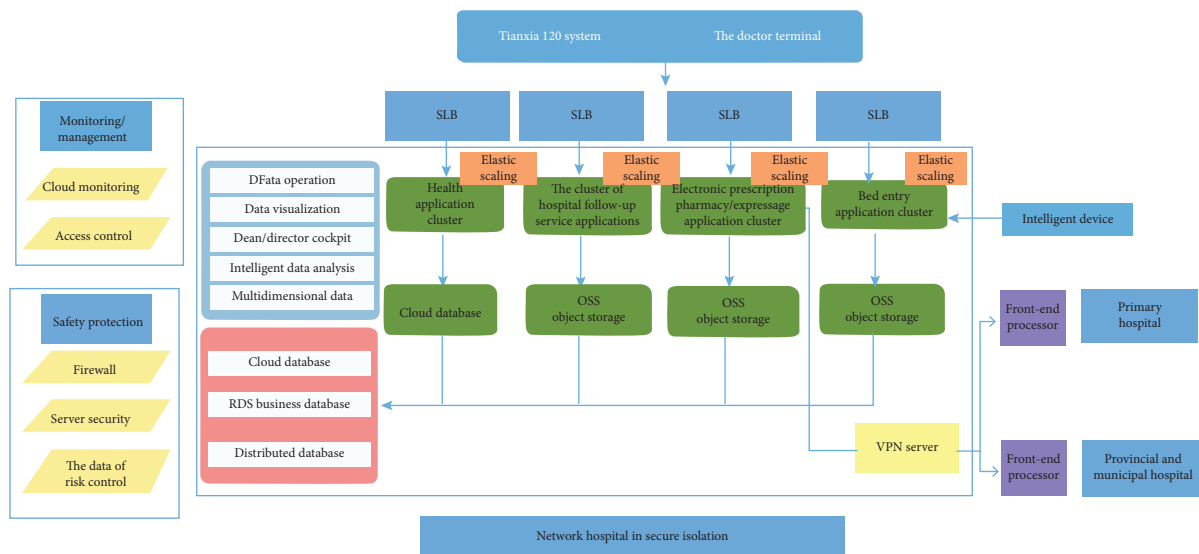 Tianxia 120 system
The doctor terminal
SLB
SLB
SLB
SLB
Monitoring/
management
Cloud monitoring
Access control
Safety protection
Firewall
Server security
The data of
risk control
DFata operation
Data visualization
Dean/director cockpit
Intelligent data analysis
Multidimensional data
Cloud database
RDS business database
Distributed database
Elastic
scaling
Elastic
scaling
Elastic
scaling
Elastic
scaling
Health
application
cluster
The cluster of
hospital follow-up
service applications
Electronic prescription
pharmacy/expressage
application cluster
Bed entry
application cluster
Cloud database
OSS
object storage
OSS
object storage
OSS
object storage
VPN server
Intelligent device
Front-end
processor
Primary
hospital
Front-end
processor
Provincial and
municipal hospital
Network hospital in secure isolation